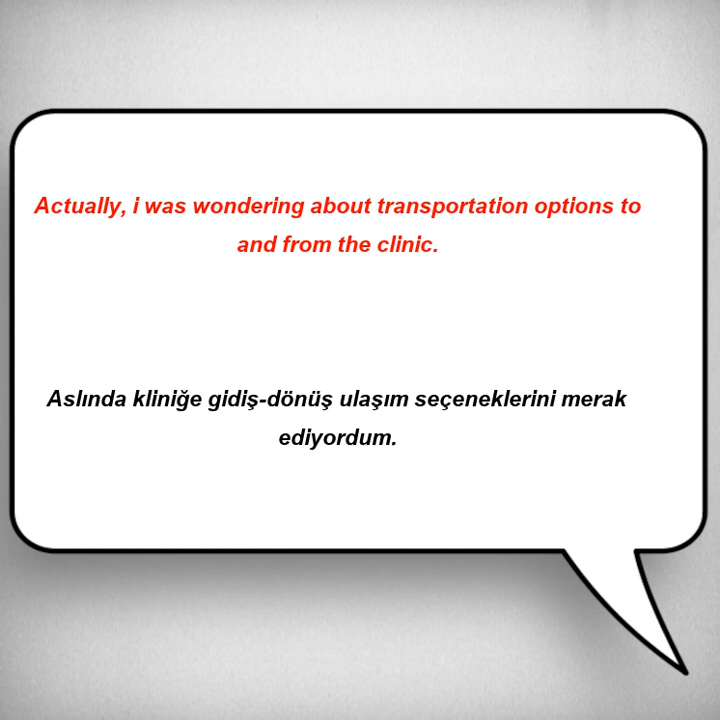 Actually, i was wondering about transportation options to
and from the clinic.
Aslında kliniğe gidiş-dönüş ulaşım seçeneklerini merak
ediyordum.